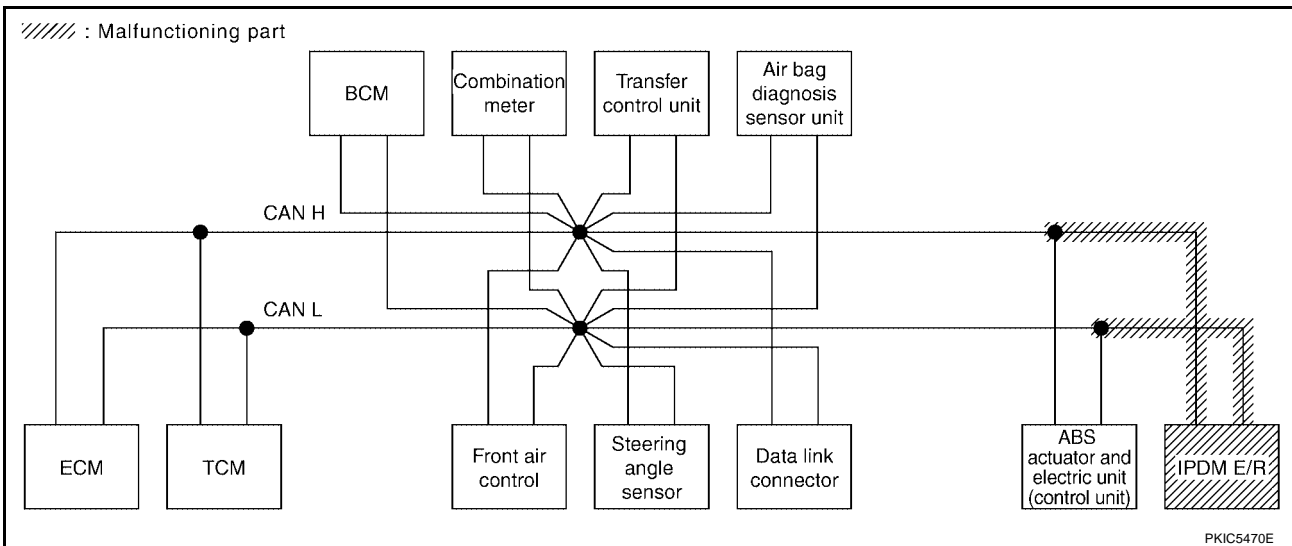 : Malfunctioning part
BCM
Combination
meter
Transfer
control unit
Air bag
diagnosis
sensor unit
CAN H
CAN L
ECM
TCM
Front air
control
Steering
angle
sensor
Data link
connector
ABS
actuator and
electric unit
(control unit)
IPDM E/R
PKIC5470E